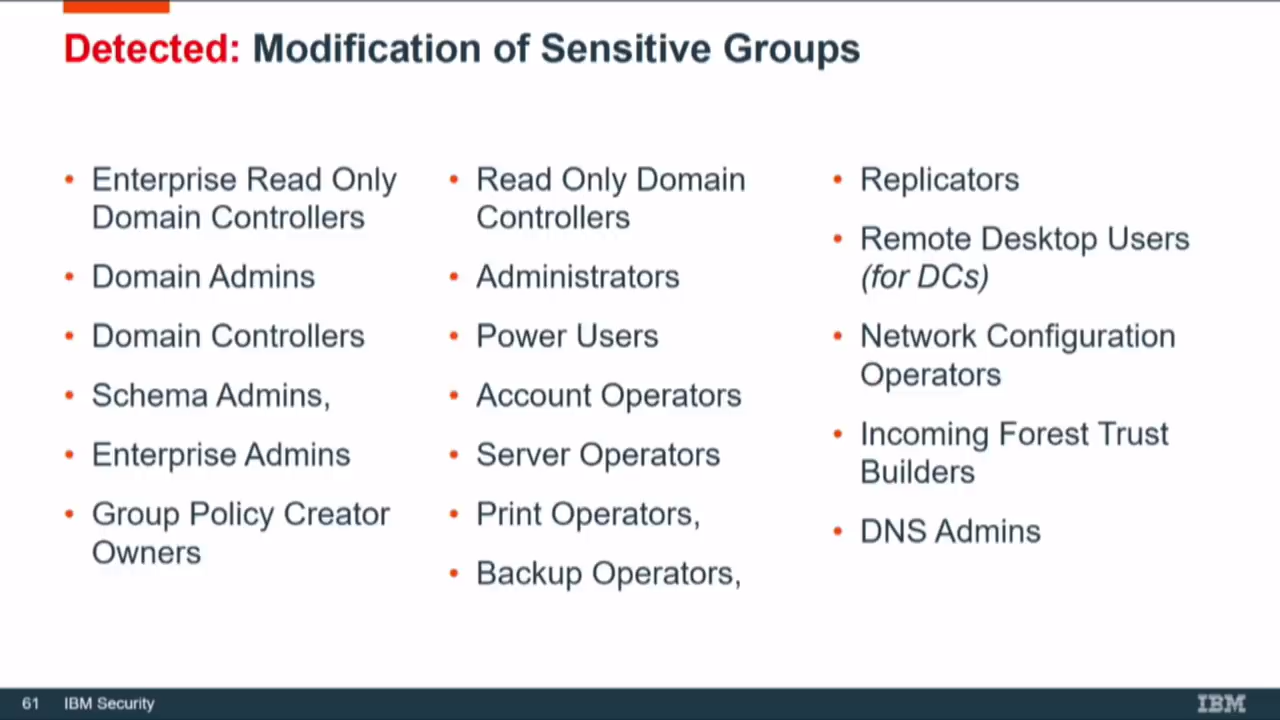 Detected: Modification of Sensitive Groups
• Enterprise Read Only
Domain Controllers
• Domain Admins
• Domain Controllers
• Schema Admins,
• Enterprise Admins
• Group Policy Creator
Owners
• Read Only Domain
Controllers
• Administrators
• Power Users
• Account Operators
• Server Operators
• Print Operators,
• Backup Operators,
• Replicators
• Remote Desktop Users
(for DCs)
• Network Configuration
Operators
• Incoming Forest Trust
Builders
• DNS Admins
61 IBM Security
IBM